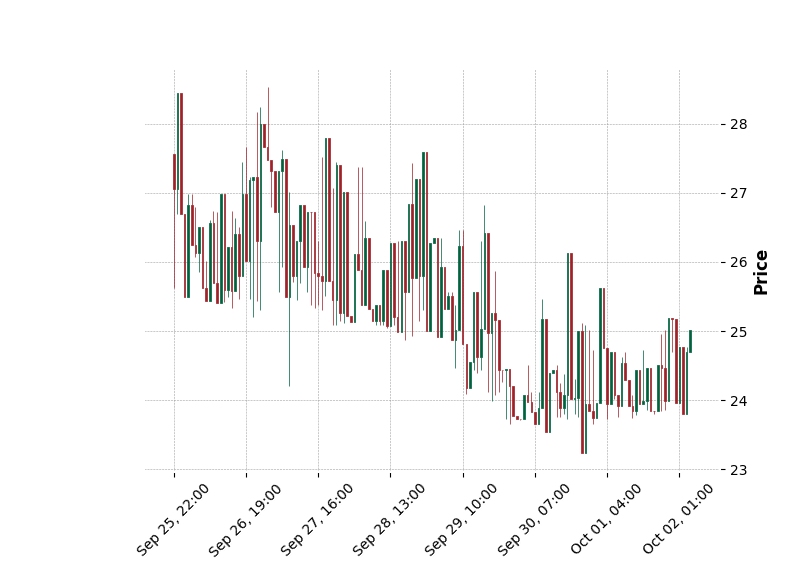 28
27
26
25
24
23
Price
Sep 25, 22:00
Sep 26, 19:00
Sep 27, 16:00
Sep 28, 13:00
Sep 29, 10:00
Sep 30, 07:00
Oct 01, 04:00
Oct 02, 01:00